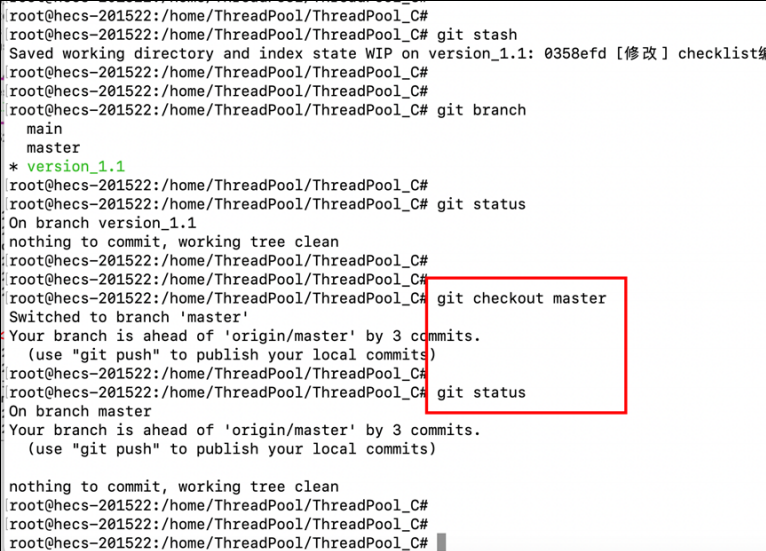 [root@hecs-201522:/home/ThreadPool/ThreadPool_C#
[root@hecs-201522:/home/ThreadPool/ThreadPool_C# git stash
Saved working directory and index state WIP on version_1.1: 0358efd [修改] checklist
[root@hecs-201522:/home/ThreadPool/ThreadPool_C#
[root@hecs-201522:/home/ThreadPool/ThreadPool_C#
[root@hecs-201522:/home/ThreadPool/ThreadPool_C# git branch
main
master
* version_1.1
[root@hecs-201522:/home/ThreadPool/ThreadPool_C#
[root@hecs-201522:/home/ThreadPool/ThreadPool_C# git status
On branch version_1.1
nothing to commit, working tree clean
[root@hecs-201522:/home/ThreadPool/ThreadPool_C#
[root@hecs-201522:/home/ThreadPool/ThreadPool_C#
[root@hecs-201522:/home/ThreadPool/ThreadPool_C# git checkout master
Switched to branch 'master'
Your branch is ahead of 'origin/master' by 3 commits.
(use "git push" to publish your local commits)
[root@hecs-201522:/home/ThreadPool/ThreadPool_C#
[root@hecs-201522:/home/ThreadPool/ThreadPool_C# git status
On branch master
Your branch is ahead of 'origin/master' by 3 commits.
(use "git push" to publish your local commits)
nothing to commit, working tree clean
[root@hecs-201522:/home/ThreadPool/ThreadPool_C#
[root@hecs-201522:/home/ThreadPool/ThreadPool_C#
root@hecs-201522:/home/ThreadPool/ThreadPool_C#